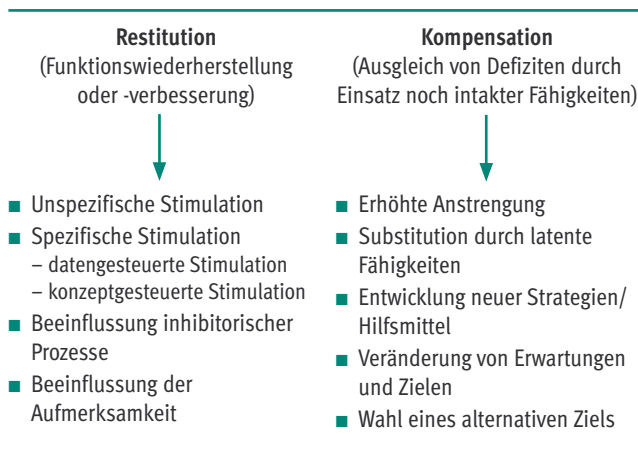 Restitution
(Funktionswiederherstellung
oder -verbesserung)
■ Unspezifische Stimulation
■ Spezifische Stimulation
– datengesteuerte Stimulation
– konzeptgesteuerte Stimulation
■ Beeinflussung inhibitorischer
Prozesse
■ Beeinflussung der
Aufmerksamkeit
Kompensation
(Ausgleich von Defiziten durch
Einsatz noch intakter Fähigkeiten)
■ Erhöhte Anstrengung
■ Substitution durch latente
Fähigkeiten
■ Entwicklung neuer Strategien/
Hilfsmittel
■ Veränderung von Erwartungen
und Zielen
■ Wahl eines alternativen Ziels